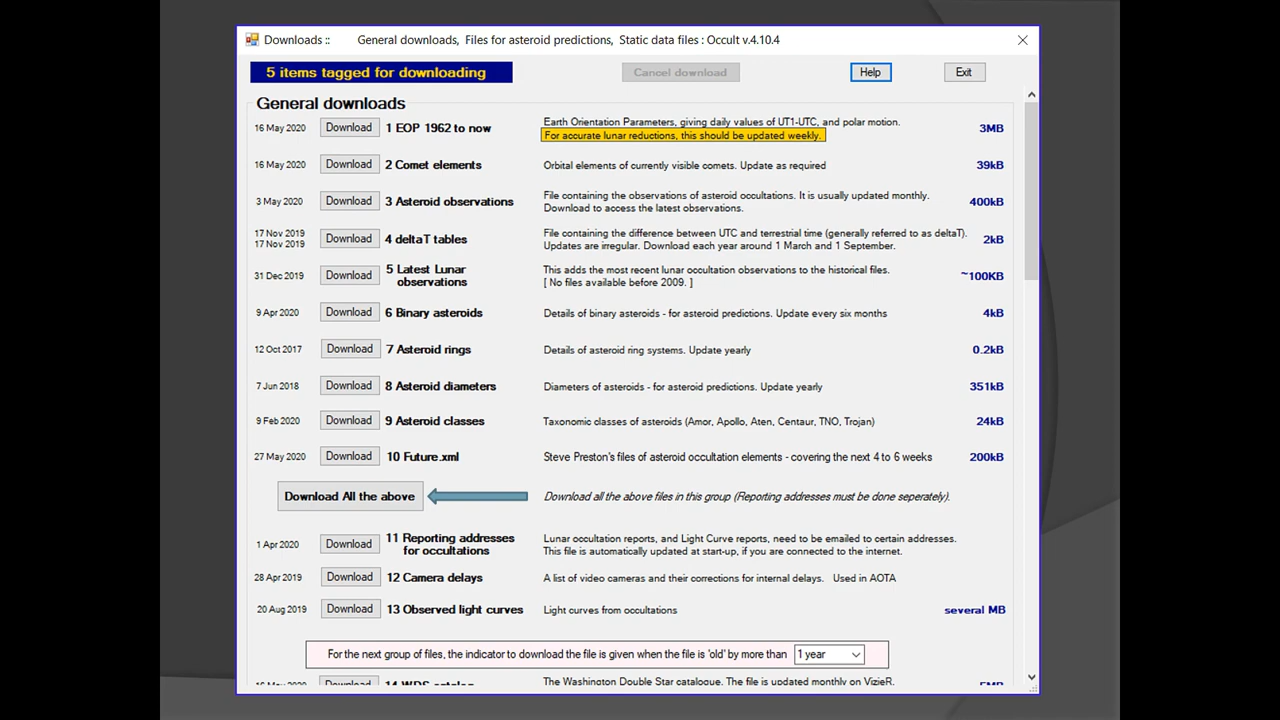 Downloads :: General downloads, Files for asteroid predictions, Static data files : Occult v.4.10.4
5 items tagged for downloading
Cancel download
Help
Exit
General downloads
16 May 2020 Download 1 EOP 1962 to now Earth Orientation Parameters, giving daily values of UT1-UTC, and polar motion. 3MB
For accurate lunar reductions, this should be updated weekly.
16 May 2020 Download 2 Comet elements Orbital elements of currently visible comets. Update as required 39kB
3 May 2020 Download 3 Asteroid observations File containing the observations of asteroid occultations. It is usually updated monthly. 400kB
Download to access the latest observations.
17 Nov 2019 Download 4 deltaT tables File containing the difference between UTC and terrestrial time (generally referred to as deltaT). 2kB
17 Nov 2019 Updates are irregular. Download each year around 1 March and 1 September.
31 Dec 2019 Download 5 Latest Lunar This adds the most recent lunar occultation observations to the historical files. ~100KB
observations [ No files available before 2009. ]
9 Apr 2020 Download 6 Binary asteroids Details of binary asteroids - for asteroid predictions. Update every six months 4kB
12 Oct 2017 Download 7 Asteroid rings Details of asteroid ring systems. Update yearly 0.2kB
7 Jun 2018 Download 8 Asteroid diameters Diameters of asteroids - for asteroid predictions. Update yearly 351kB
9 Feb 2020 Download 9 Asteroid classes Taxonomic classes of asteroids (Amor, Apollo, Aten, Centaur, TNO, Trojan) 24kB
27 May 2020 Download 10 Future.xml Steve Preston's files of asteroid occultation elements - covering the next 4 to 6 weeks 200kB
Download All the above Download all the above files in this group (Reporting addresses must be done seperately).
1 Apr 2020 Download 11 Reporting addresses Lunar occultation reports, and Light Curve reports, need to be emailed to certain addresses.
for occultations This file is automatically updated at start-up, if you are connected to the internet.
28 Apr 2019 Download 12 Camera delays A list of video cameras and their corrections for internal delays. Used in AOTA
20 Aug 2019 Download 13 Observed light curves Light curves from occultations several MB
For the next group of files, the indicator to download the file is given when the file is 'old' by more than 1 year
16 May 2020 Download 14 WDS catalog The Washington Double Star catalogue. The file is updated monthly on VizieR. 5MB